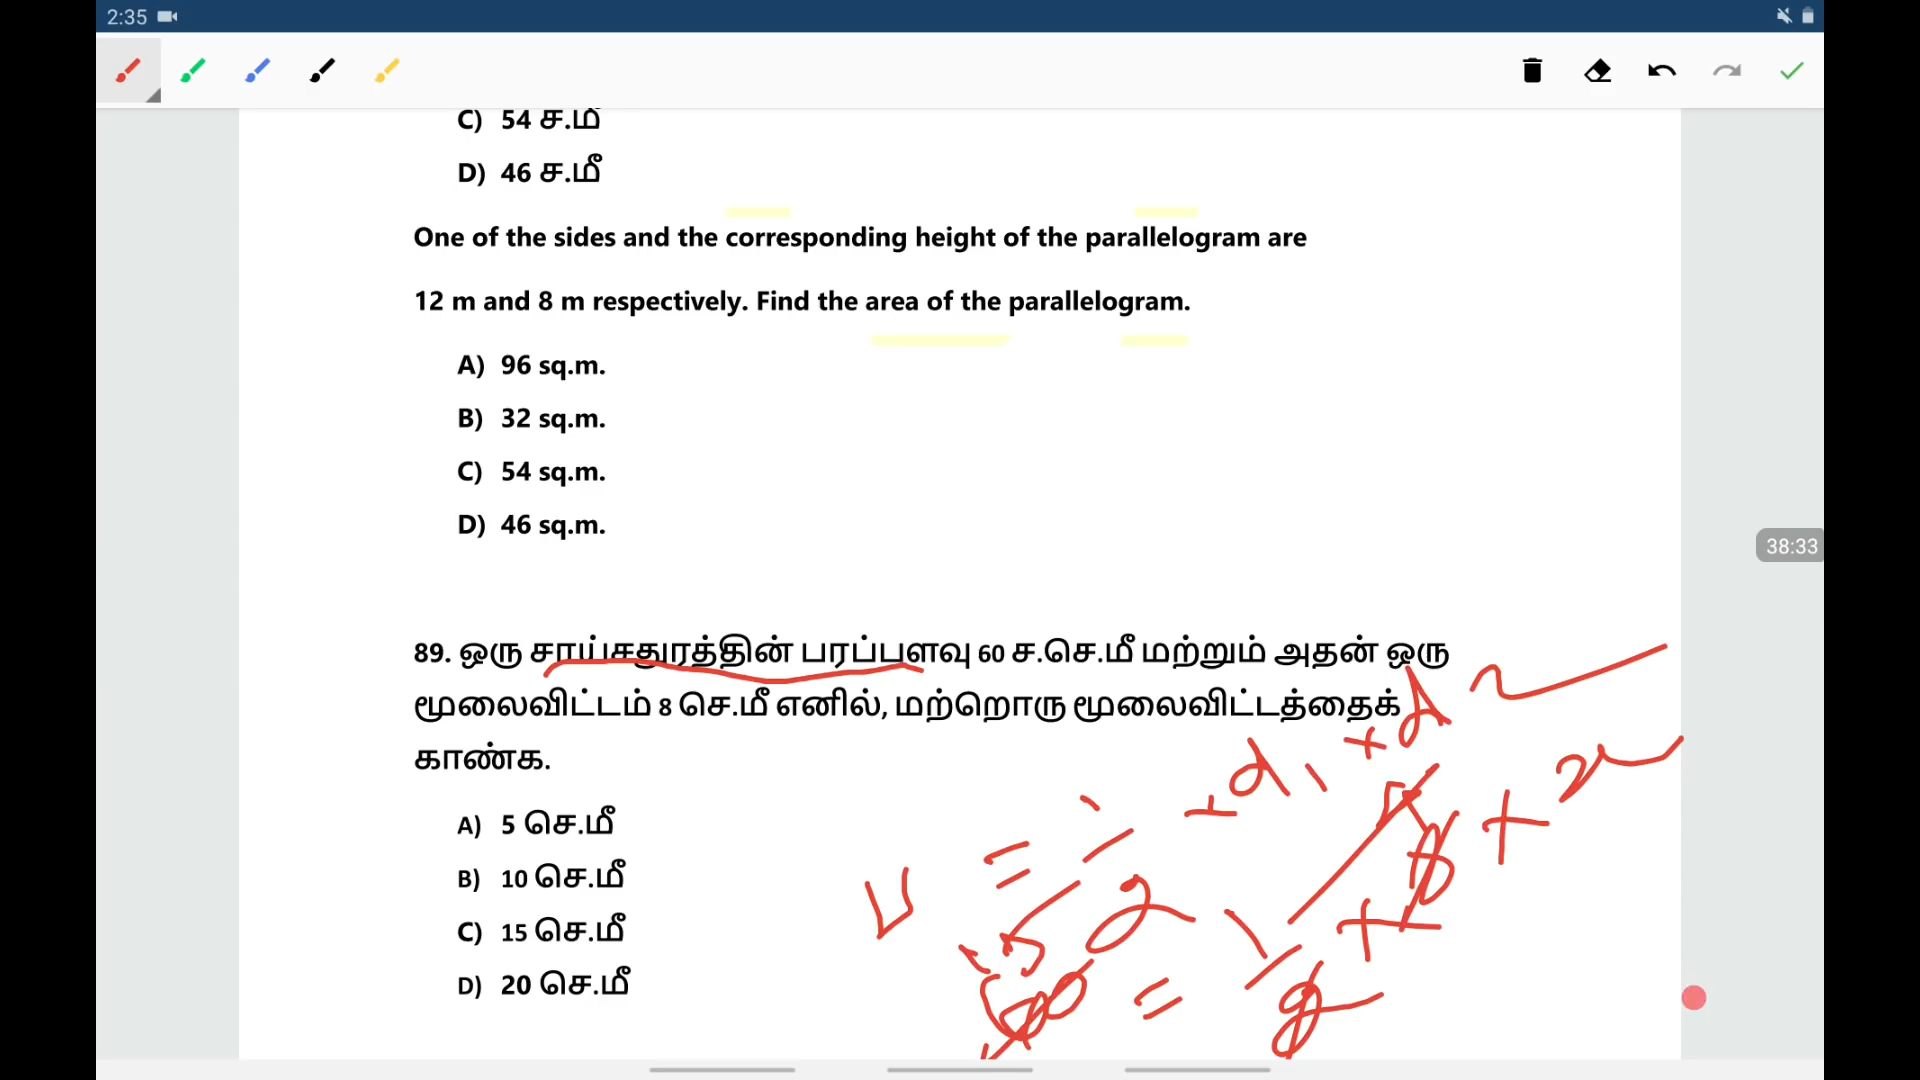 2:35
C) 54 ச.மீ
D) 46 ச.மீ
One of the sides and the corresponding height of the parallelogram are
12 m and 8 m respectively. Find the area of the parallelogram.
A) 96 sq.m.
B) 32 sq.m.
C) 54 sq.m.
D) 46 sq.m.
38:33
89. ஒரு சாய்சதுரத்தின் பரப்பளவு 60 ச.செ.மீ மற்றும் அதன் ஒரு
மூலைவிட்டம் 8 செ.மீ எனில், மற்றொரு மூலைவிட்டத்தைக்
காண்க.
A) 5 செ.மீ
B) 10 செ.மீ
C) 15 செ.மீ
D) 20 செ.மீ